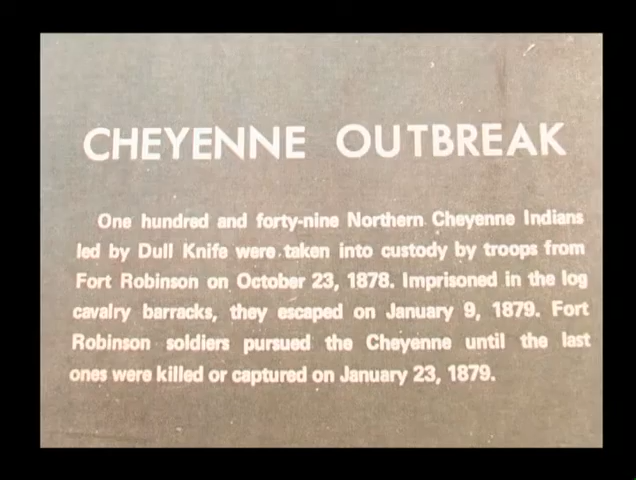 CHEYENNE OUTBREAK
One hundred and forty-nine Northern Cheyenne Indians
led by Dull Knife were taken into custody by troops from
Fort Robinson on October 23, 1878. Imprisoned in the log
cavalry barracks, they escaped on January 9, 1879. Fort
Robinson soldiers pursued the Cheyenne until the last
ones were killed or captured on January 23, 1879.